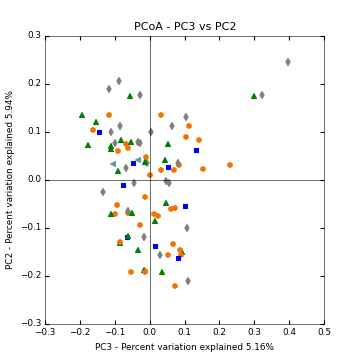 PCoA - PC3 vs PC2
0.3
0.2
0.1
0.0
−0.1
−0.2
−0.3
PC2 - Percent variation explained 5.94%
−0.3 −0.2 −0.1 0.0 0.1 0.2 0.3 0.4 0.5
PC3 - Percent variation explained 5.16%